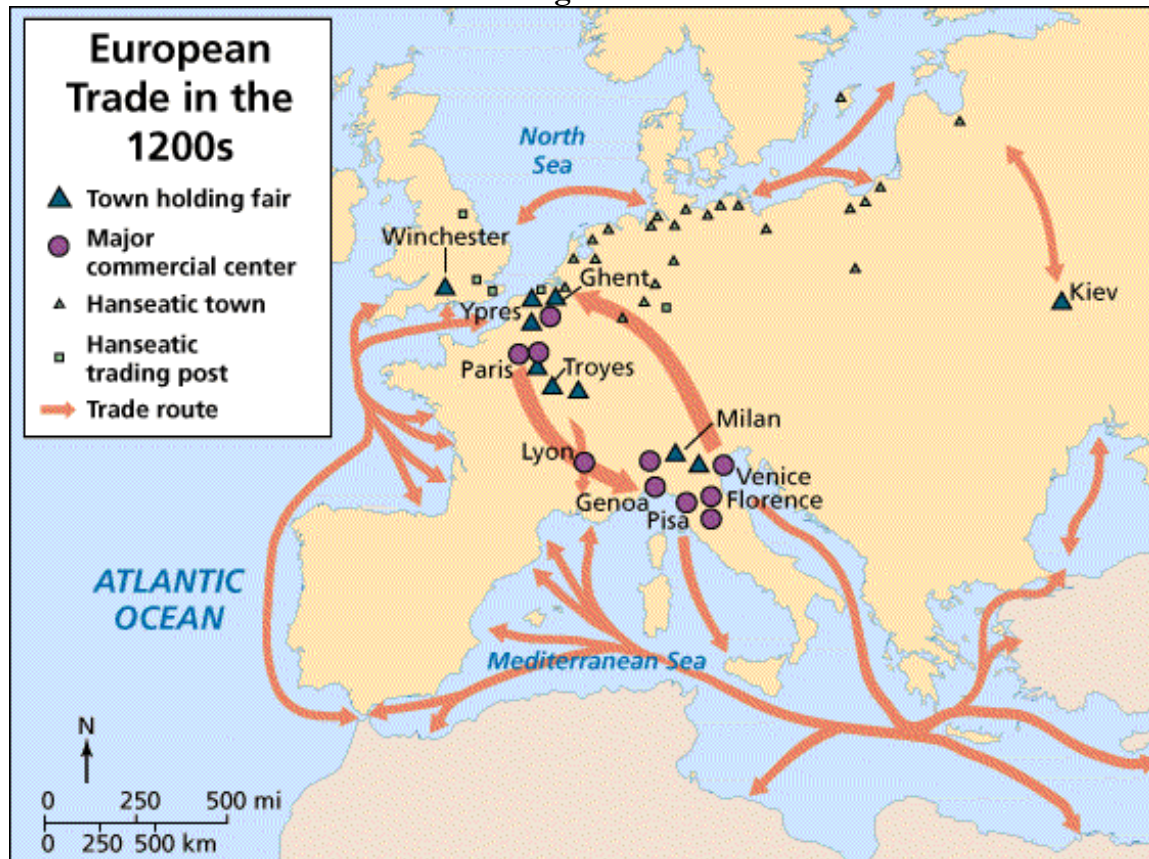 European
Trade in the
1200s
Town holding fair
Major
commercial center
Hanseatic town
Hanseatic
trading post
Trade route
North
Sea
Winchester
Ghent
Ypres
Kiev
Paris
Troyes
Milan
Lyon
Venice
Genoa
Florence
Pisa
ATLANTIC
OCEAN
Mediterranean Sea
N
0 250 500 mi
0 250 500 km